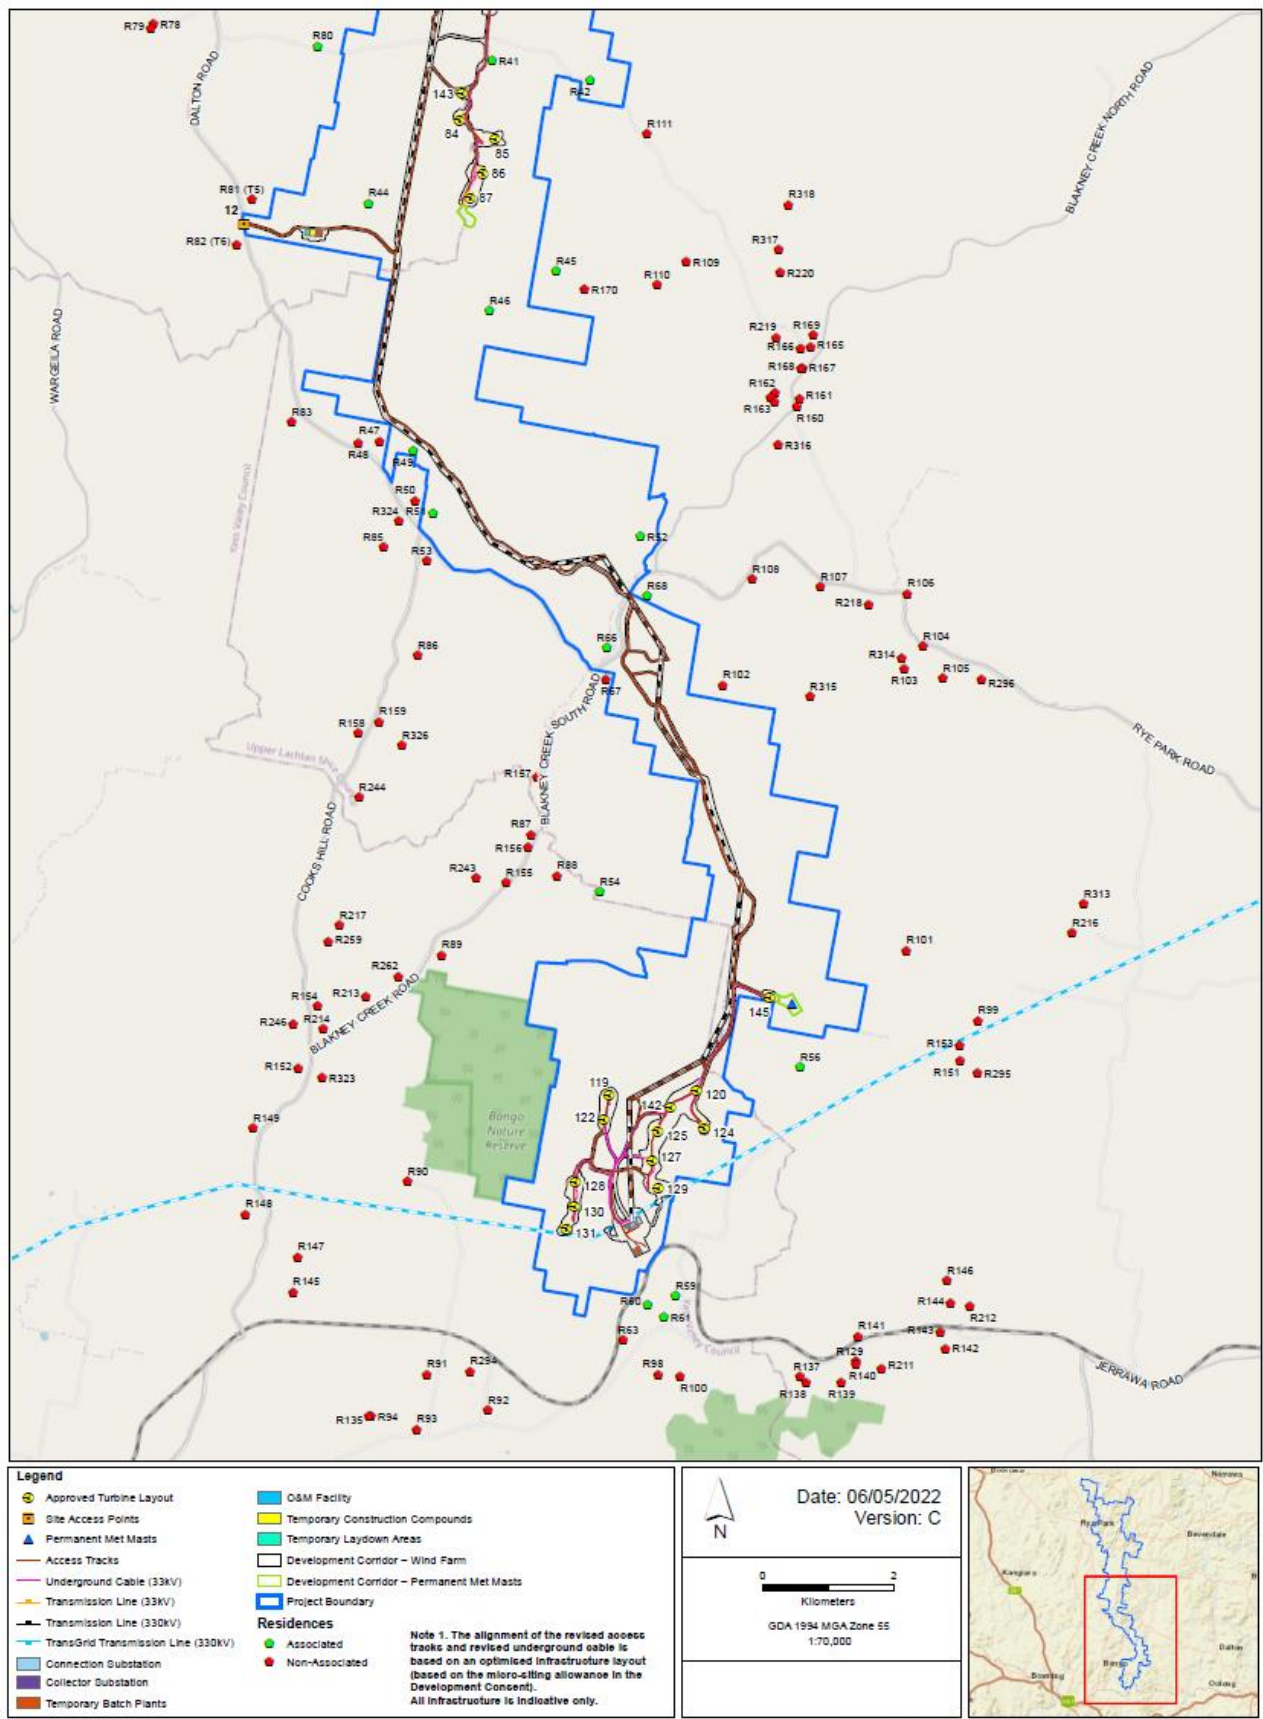 R79
R78
R80
R41
R42
DALTON ROAD
143
84
85
R111
BLAKNEY CREEK NORTH ROAD
86
87
R81 (T5)
R44
12
R318
R82 (T6)
R317
R45
R109
R110
R220
R170
R46
WARGEILA ROAD
R219
R169
R166
R165
R168
R167
R162
R161
R163
R160
R83
R47
R48
R316
R49
Yass Valley Council
R50
R324
R51
R85
R53
R52
R108
R107
R106
R68
R218
R66
R86
R104
R314
R103
R105
R296
R67
R102
R315
BLAKNEY CREEK SOUTH ROAD
RYE PARK ROAD
R159
R158
R326
Upper Lachlan Shire
R157
R244
COOKS HILL ROAD
R87
R156
R243
R155
R88
R54
R313
R216
R217
R259
R101
R89
R262
R213
R154
R246
R214
BLAKNEY CREEK ROAD
145
R99
R153
R151
R295
R56
R152
R323
119
120
122
142
124
125
R149
Bango
Nature
Reserve
127
R90
128
129
130
131
R148
R147
R145
R146
R59
R60
R61
R144
R212
R63
R141
R143
R142
R129
R140
R211
R91
R294
R98
R100
R137
R138
R139
JERRAWA ROAD
R92
R135
R94
R93
Legend
Approved Turbine Layout
Site Access Points
Permanent Met Masts
Access Tracks
Underground Cable (33kV)
Transmission Line (33kV)
Transmission Line (330kV)
TransGrid Transmission Line (330kV)
Connection Substation
Collector Substation
Temporary Batch Plants
O&M Facility
Temporary Construction Compounds
Temporary Laydown Areas
Development Corridor – Wind Farm
Development Corridor – Permanent Met Masts
Project Boundary
Residences
Associated
Non-Associated
Note 1. The alignment of the revised access
tracks and revised underground cable is
based on an optimised infrastructure layout
(based on the micro-siting allowance in the
Development Consent).
All infrastructure is indicative only.
N
Date: 06/05/2022
Version: C
0 2
Kilometers
GDA 1994 MGA Zone 55
1:70,000
Rye Park
Bevendale
Kangiara
Dalton
Bango
Bowning